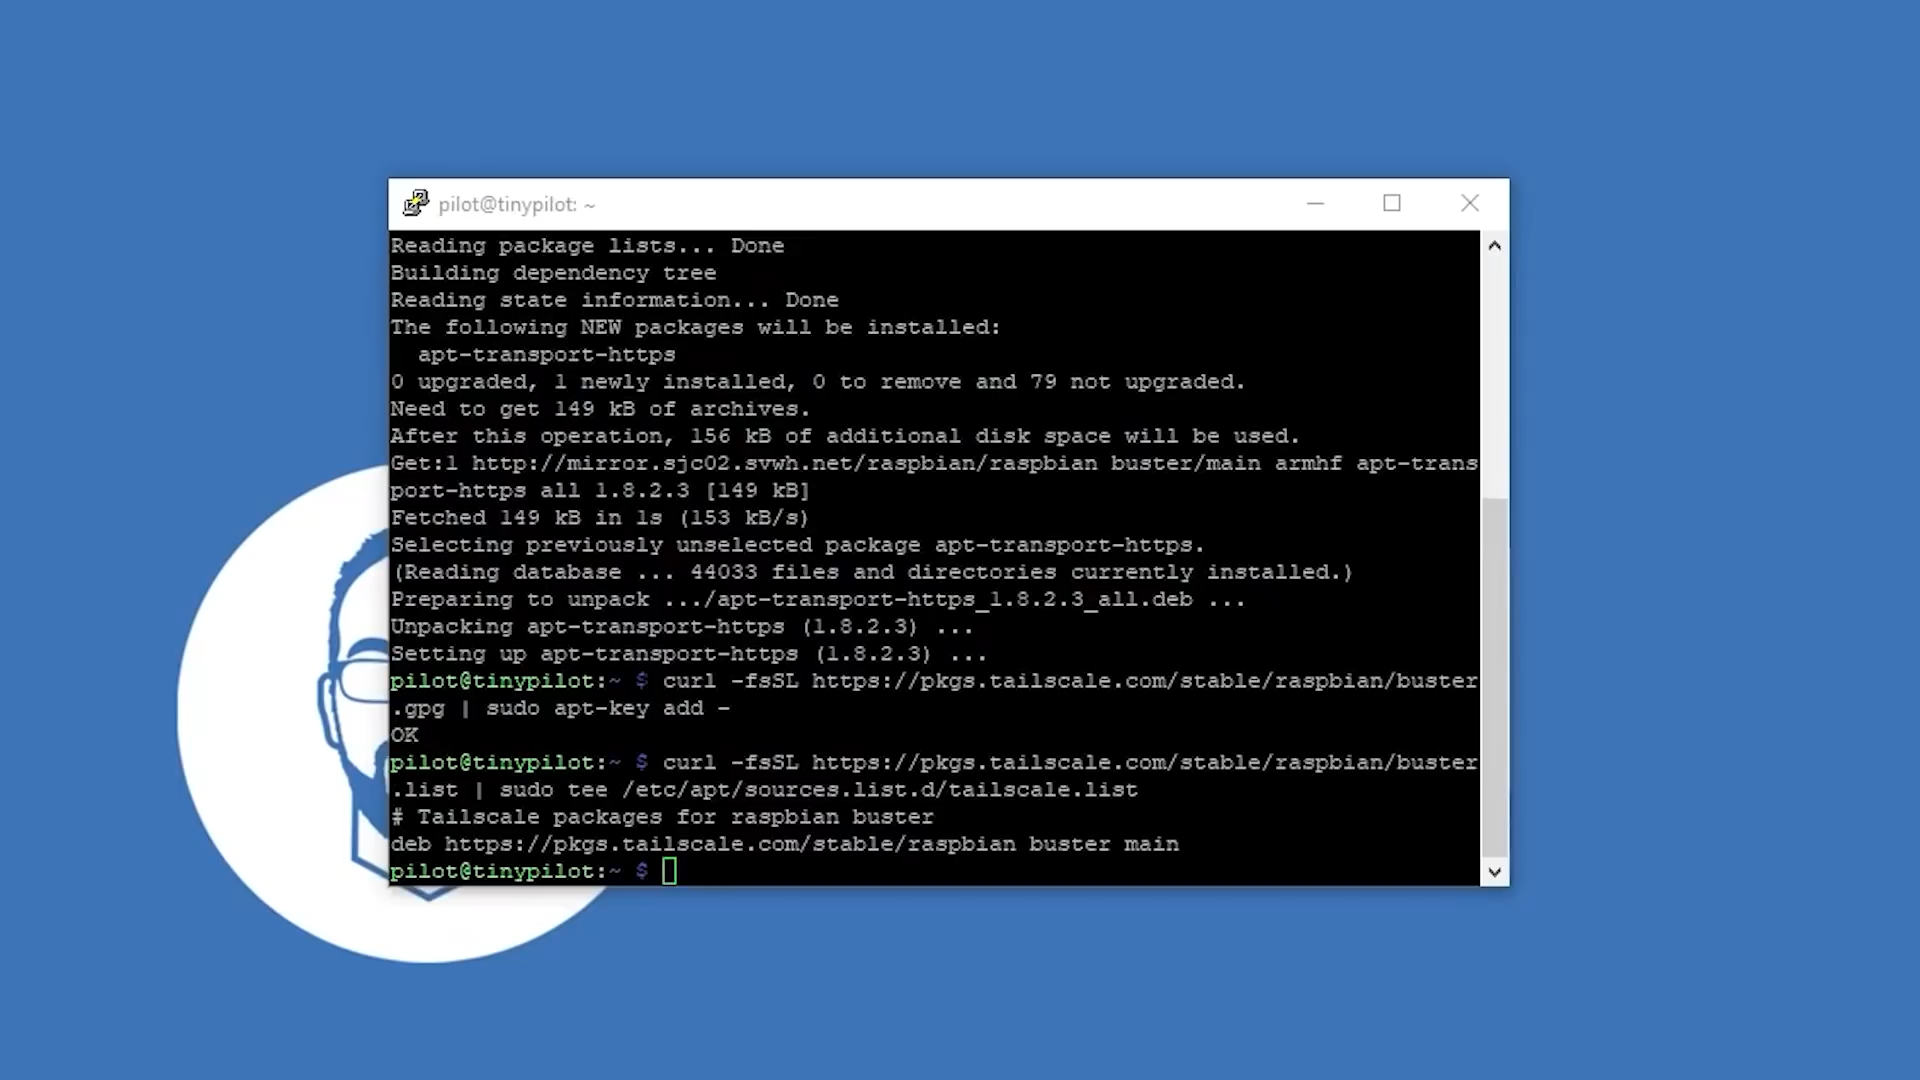 pilot@tinypilot: ~
Reading package lists... Done
Building dependency tree
Reading state information... Done
The following NEW packages will be installed:
  apt-transport-https
0 upgraded, 1 newly installed, 0 to remove and 79 not upgraded.
Need to get 149 kB of archives.
After this operation, 156 kB of additional disk space will be used.
Get:1 http://mirror.sjc02.svwh.net/raspbian/raspbian buster/main armhf apt-trans
port-https all 1.8.2.3 [149 kB]
Fetched 149 kB in 1s (153 kB/s)
Selecting previously unselected package apt-transport-https.
(Reading database ... 44033 files and directories currently installed.)
Preparing to unpack .../apt-transport-https_1.8.2.3_all.deb ...
Unpacking apt-transport-https (1.8.2.3) ...
Setting up apt-transport-https (1.8.2.3) ...
pilot@tinypilot:~ $ curl -fsSL https://pkgs.tailscale.com/stable/raspbian/buster
.gpg | sudo apt-key add -
OK
pilot@tinypilot:~ $ curl -fsSL https://pkgs.tailscale.com/stable/raspbian/buster
.list | sudo tee /etc/apt/sources.list.d/tailscale.list
# Tailscale packages for raspbian buster
deb https://pkgs.tailscale.com/stable/raspbian buster main
pilot@tinypilot:~ $